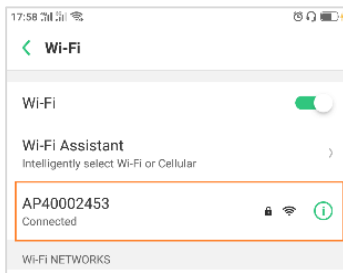 17:58
Wi-Fi
Wi-Fi
Wi-Fi Assistant
Intelligently select Wi-Fi or Cellular
AP40002453
Connected
Wi-Fi NETWORKS